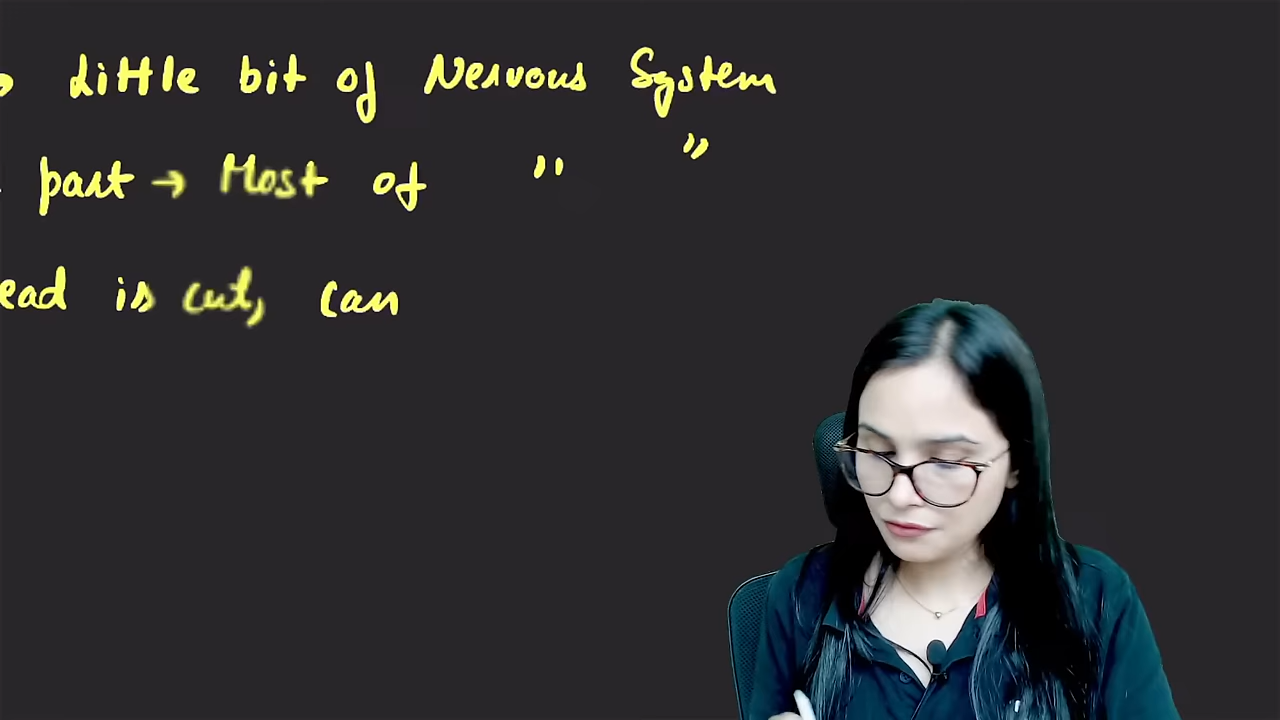 Little bit of Nervous System
part → Most of " "
ead is cut, can